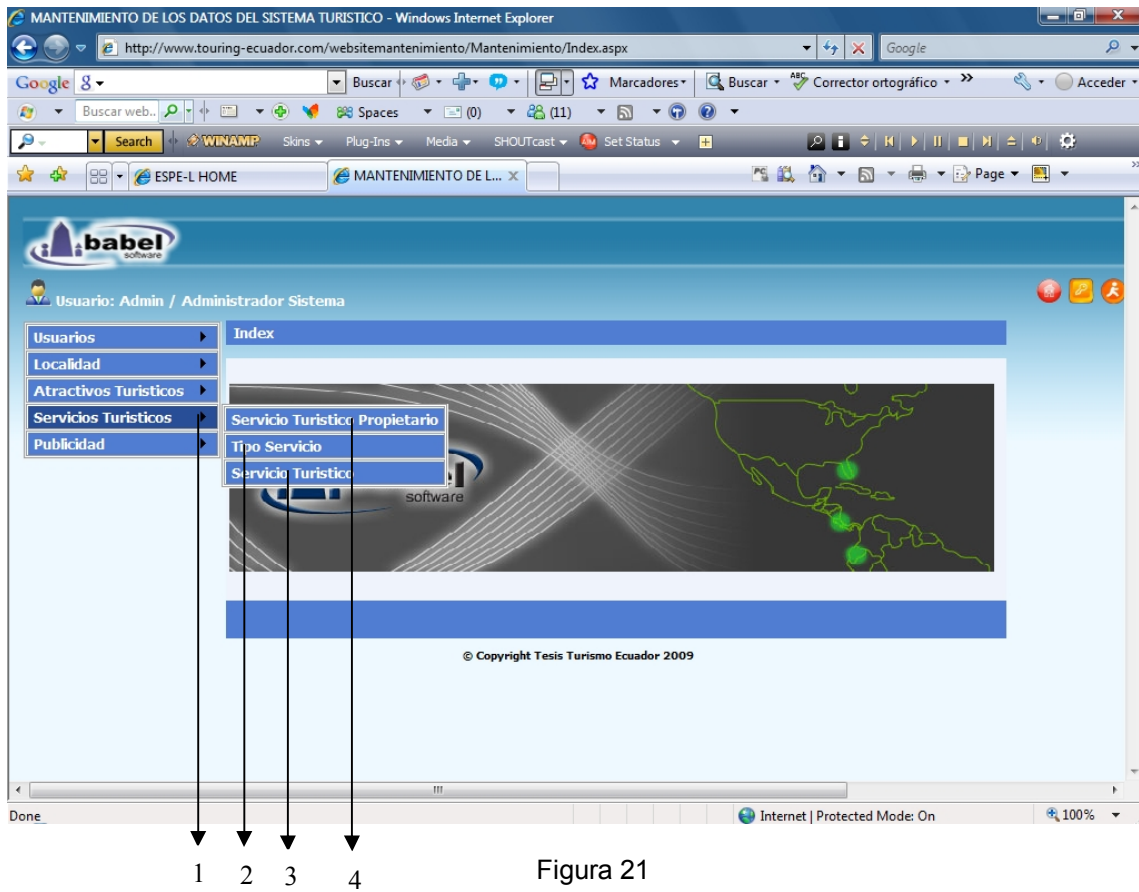 MANTENIMIENTO DE LOS DATOS DEL SISTEMA TURISTICO - Windows Internet Explorer
http://www.touring-ecuador.com/websitemantenimiento/Mantenimiento/Index.aspx
Google
Google
Buscar
Marcadores
Buscar
ABC
Corrector ortográfico
»
Acceder
Buscar web..
Spaces
(0)
(11)
Search
WINAMP
Skins
Plug-Ins
Media
SHOUTcast
Set Status
ESPE-L HOME
MANTENIMIENTO DE L...
Page
»
babel
software
Usuario: Admin / Administrador Sistema
Usuarios
Index
Localidad
Atractivos Turisticos
Servicios Turisticos
Servicio Turistico Propietario
Publicidad
Tipo Servicio
Servicio Turistico
software
© Copyright Tesis Turismo Ecuador 2009
Done
Internet | Protected Mode: On
100%
1 2 3 4
Figura 21